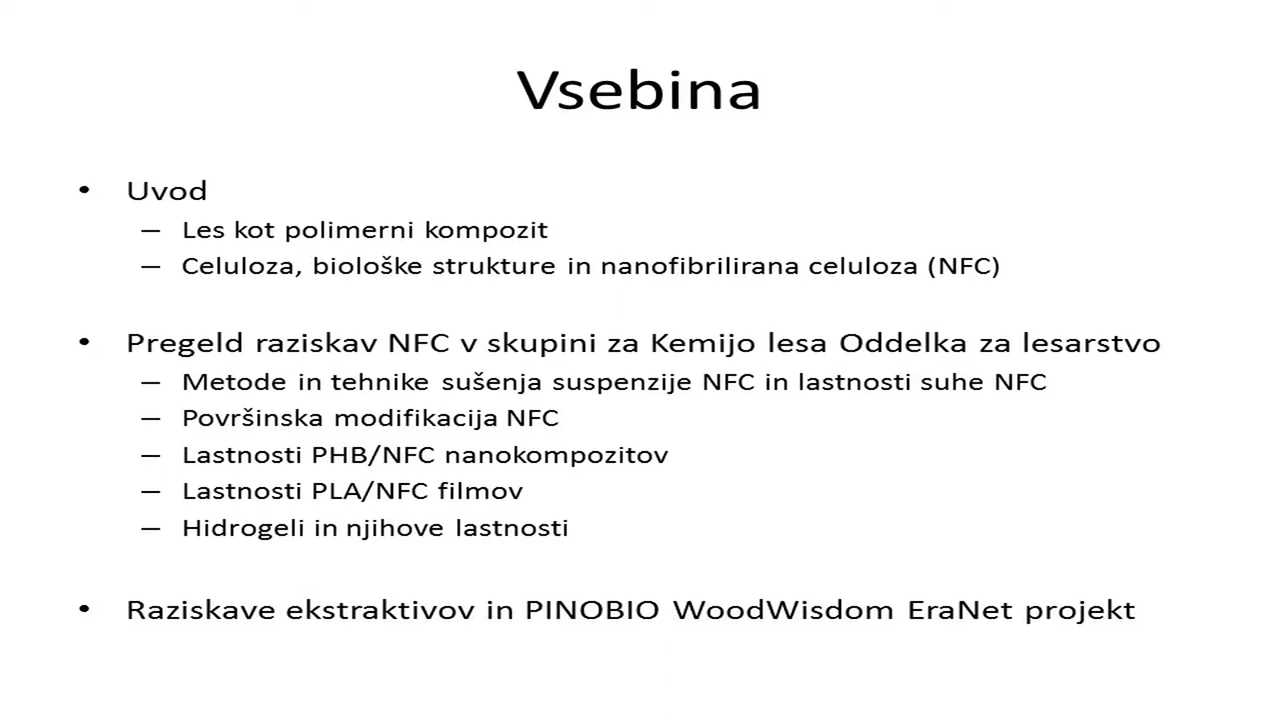 Vsebina
• Uvod
– Les kot polimerni kompozit
– Celuloza, biološke strukture in nanofibrilirana celuloza (NFC)
• Pregeld raziskav NFC v skupini za Kemijo lesa Oddelka za lesarstvo
– Metode in tehnike sušenja suspenzije NFC in lastnosti suhe NFC
– Površinska modifikacija NFC
– Lastnosti PHB/NFC nanokompozitov
– Lastnosti PLA/NFC filmov
– Hidrogeli in njihove lastnosti
• Raziskave ekstraktivov in PINOBIO WoodWisdom EraNet projekt